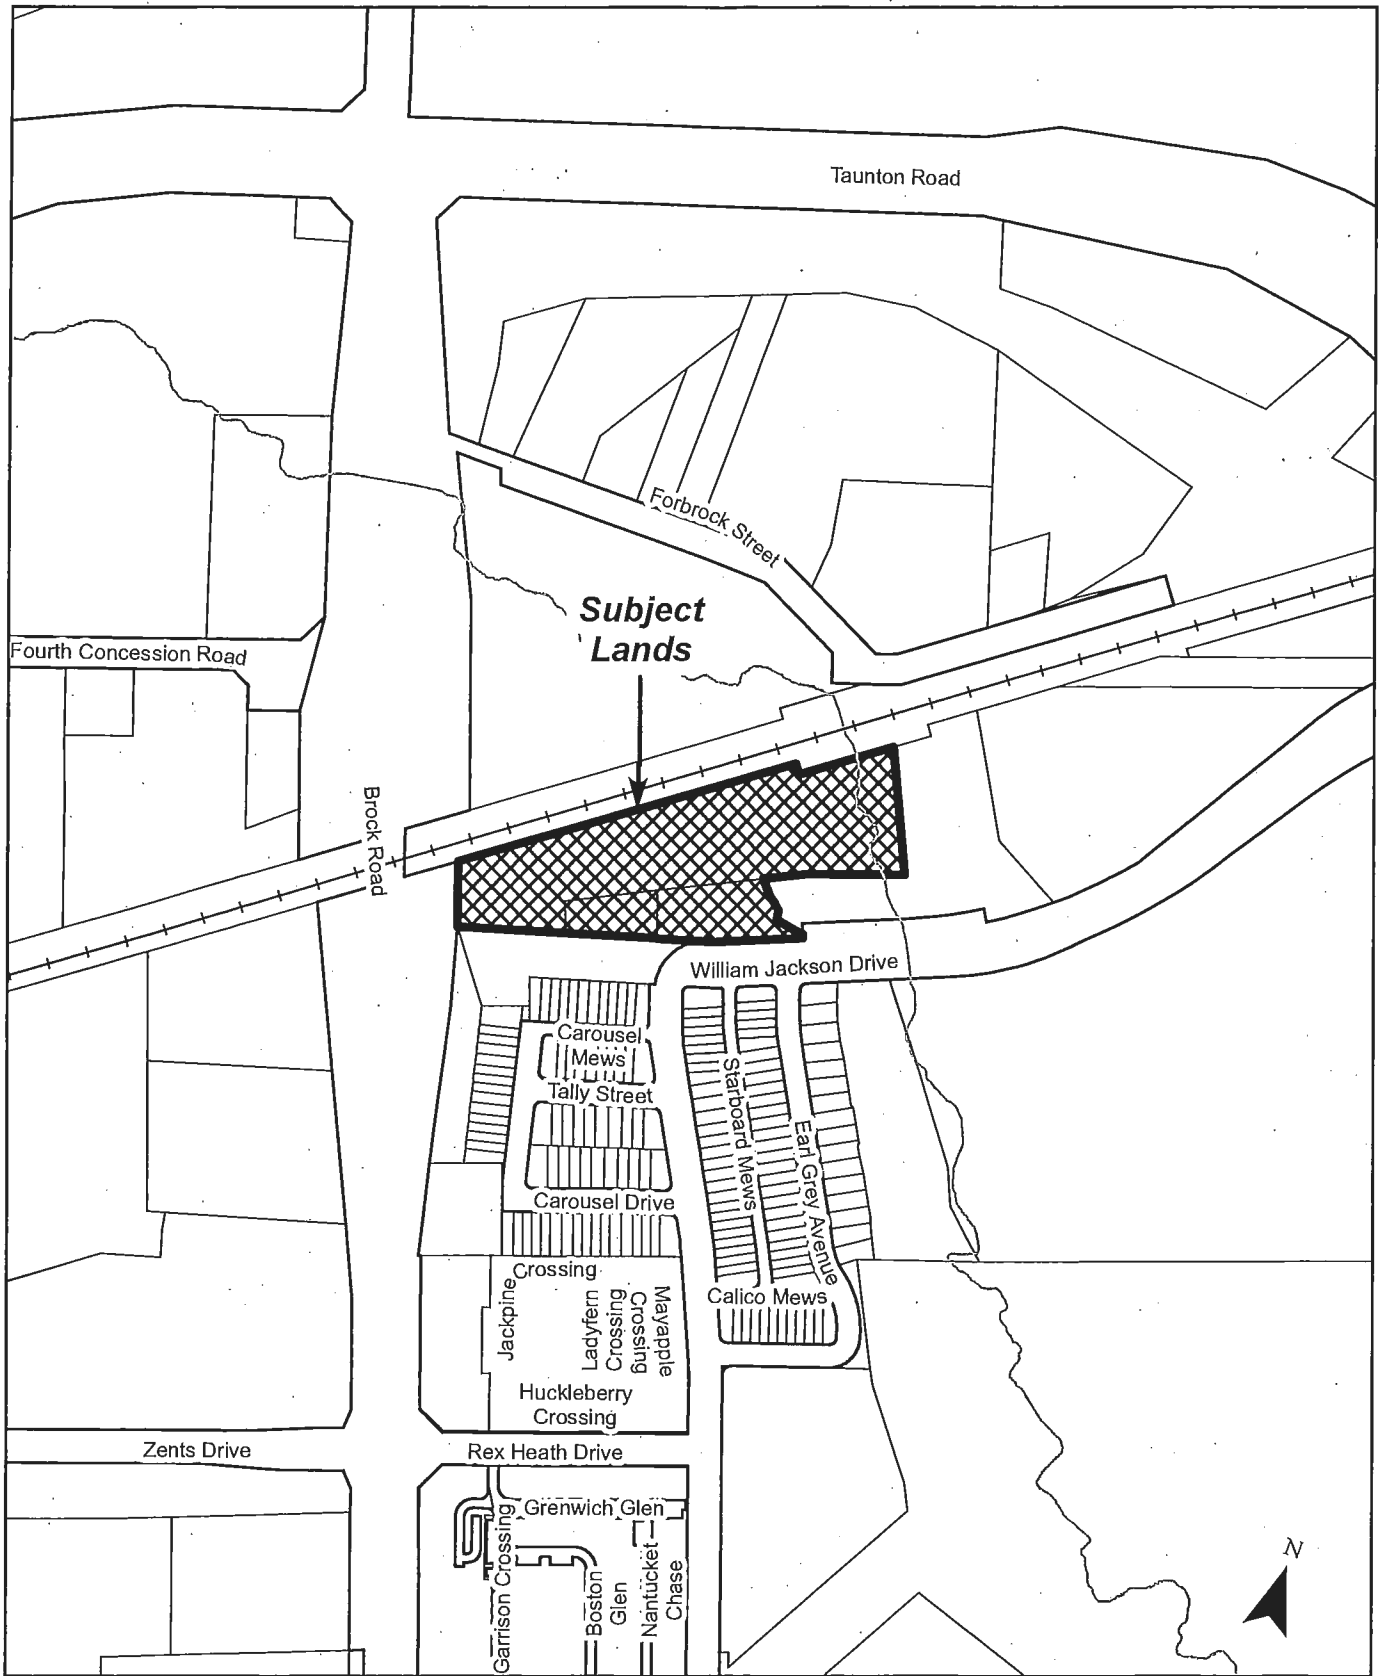 Taunton Road
Forbrock Street
Subject
Lands
Fourth Concession Road
Brock Road
William Jackson Drive
Carousel
Mews
Tally Street
Starboard Mews
Earl Grey Avenue
Carousel Drive
Crossing
Jackpine
Ladyfern
Crossing
Mayapple
Crossing
Calico Mews
Huckleberry
Crossing
Zents Drive
Rex Heath Drive
Grenwich Glen
Garrison Crossing
Boston
Glen
Nantucket
Chase
N